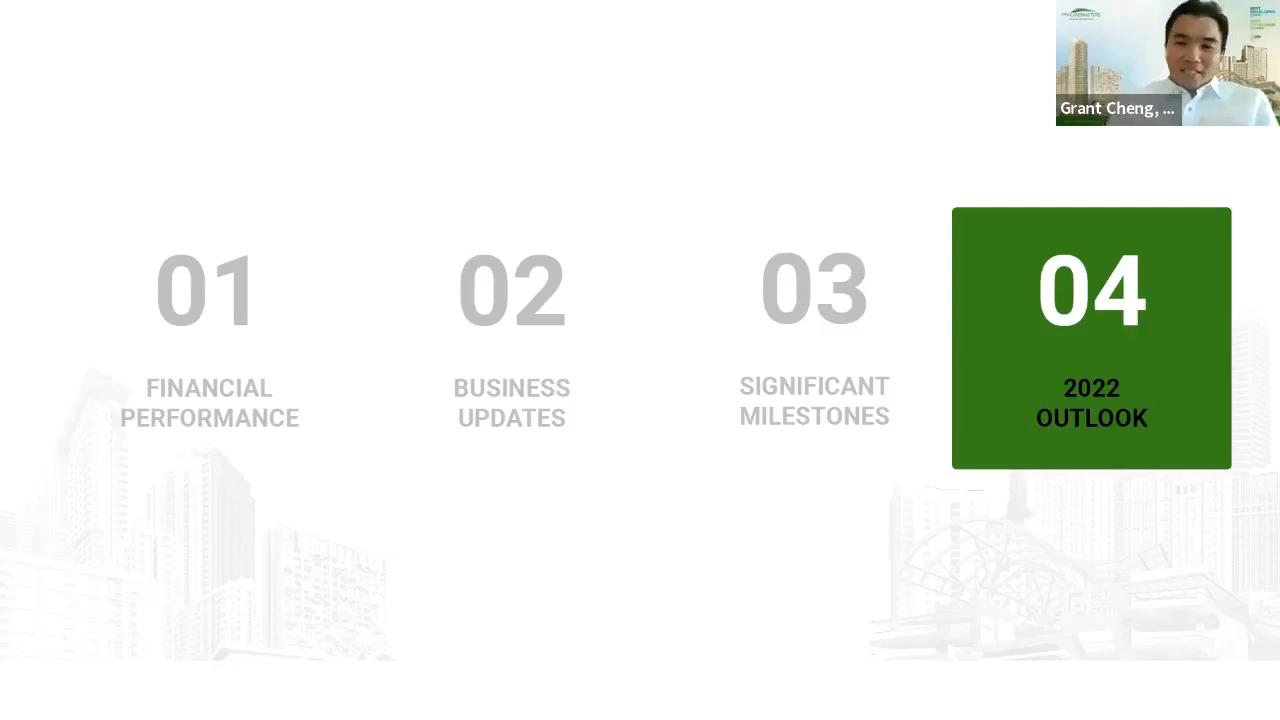 Grant Cheng, ...
01
FINANCIAL
PERFORMANCE
02
BUSINESS
UPDATES
03
SIGNIFICANT
MILESTONES
04
2022
OUTLOOK